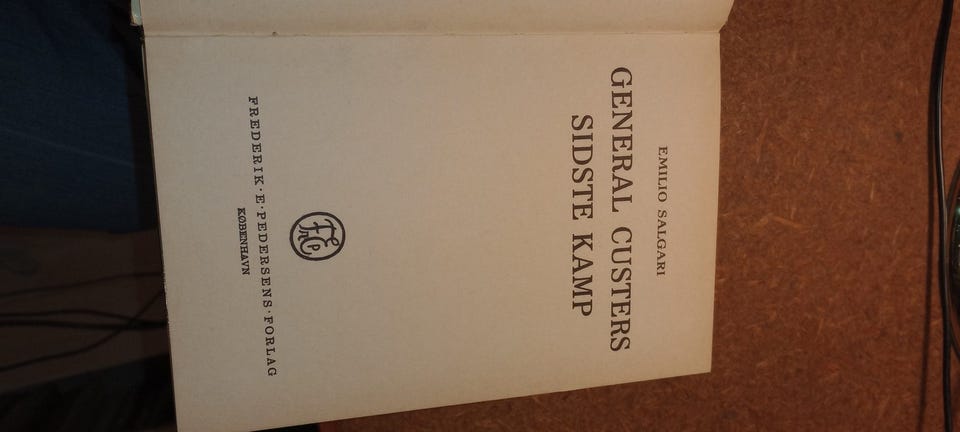 EMILIO SALGARI
GENERAL CUSTERS
SIDSTE KAMP
FREDERIK·E·PEDERSENS·FORLAG
KØBENHAVN